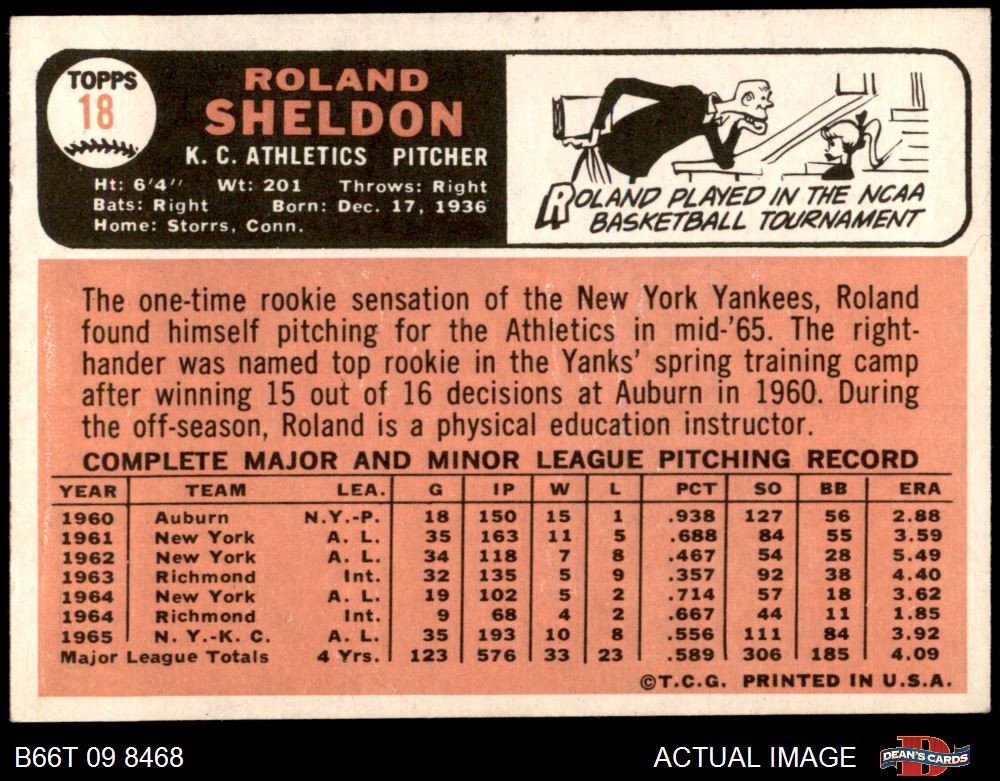 TOPPS
18
ROLAND
SHELDON
K. C. ATHLETICS PITCHER
Ht: 6'4" Wt: 201 Throws: Right
Bats: Right Born: Dec. 17, 1936
Home: Storrs, Conn.
ROLAND PLAYED IN THE NCAA
BASKETBALL TOURNAMENT
The one-time rookie sensation of the New York Yankees, Roland
found himself pitching for the Athletics in mid-'65. The right-
hander was named top rookie in the Yanks' spring training camp
after winning 15 out of 16 decisions at Auburn in 1960. During
the off-season, Roland is a physical education instructor.
COMPLETE MAJOR AND MINOR LEAGUE PITCHING RECORD
YEAR TEAM LEA. G IP W L PCT SO BB ERA
1960 Auburn N.Y.-P. 18 150 15 1 .938 127 56 2.88
1961 New York A. L. 35 163 11 5 .688 84 55 3.59
1962 New York A. L. 34 118 7 8 .467 54 28 5.49
1963 Richmond Int. 32 135 5 9 .357 92 38 4.40
1964 New York A. L. 19 102 5 2 .714 57 18 3.62
1964 Richmond Int. 9 68 4 2 .667 44 11 1.85
1965 N. Y.-K. C. A. L. 35 193 10 8 .556 111 84 3.92
Major League Totals 4 Yrs. 123 576 33 23 .589 306 185 4.09
©T.C.G. PRINTED IN U.S.A.
B66T 09 8468 ACTUAL IMAGE DEAN'S CARDS